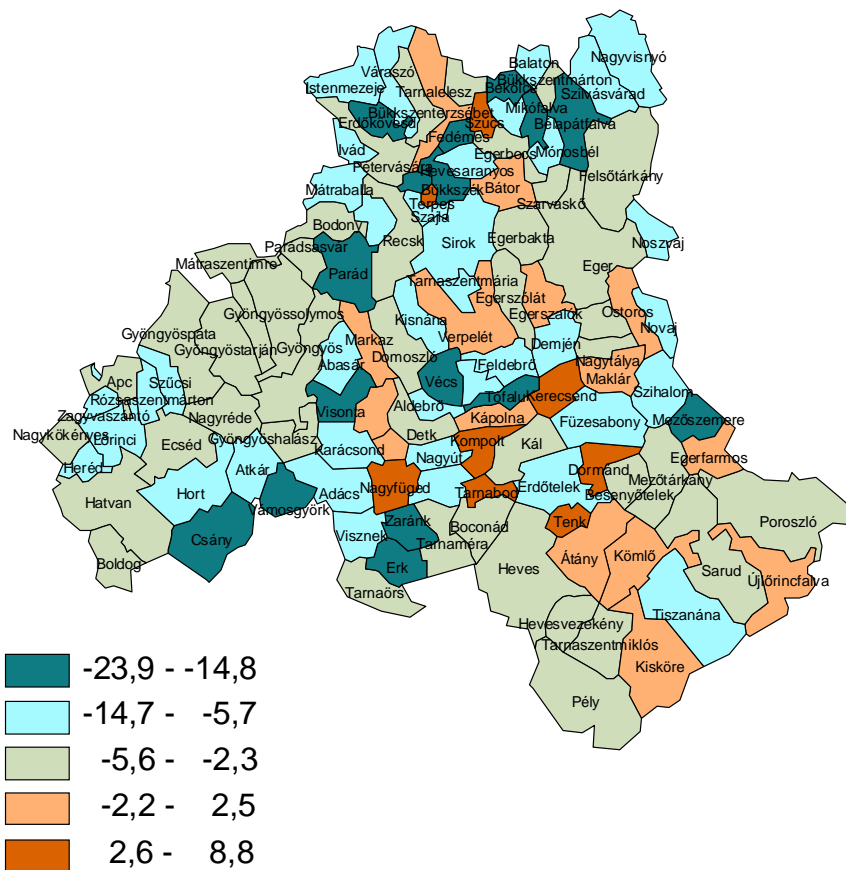 Nagyvisnyó
Balaton
Váraszó
Bükkszentmárton
Istenmezeje
Tarnalelesz
Bekölce
Szilvásvárad
Mikófalva
Bükkszenterzsébet
Erdőkövesd
Szűcs
Bélapátfalva
Fedémes
Ivád
Egerbocs
Mónosbél
Pétervására
Hevesaranyos
Felsőtárkány
Mátraballa
Bükkszék
Bátor
Terpes
Szajla
Szarvaskő
Bodony
Recsk
Sirok
Egerbakta
Noszvaj
Parádsasvár
Mátraszentimre
Parád
Eger
Tarnaszentmária
Egerszólát
Gyöngyössolymos
Kisnána
Egerszalók
Ostoros
Novaj
Gyöngyöspata
Markaz
Verpelét
Demjén
Gyöngyöstarján
Gyöngyös
Domoszló
Abasár
Feldebrő
Nagytálya
Apc
Szűcsi
Vécs
Maklár
Szihalom
Rózsaszentmárton
Tófalu
Kerecsend
Zagyvaszántó
Visonta
Aldebrő
Nagyréde
Kápolna
Füzesabony
Mezőszemere
Nagykökényes
Lőrinci
Ecséd
Gyöngyöshalász
Detk
Kompolt
Kál
Karácsond
Nagyút
Egerfarmos
Heréd
Atkár
Dormánd
Hort
Adács
Nagyfüged
Tarnabod
Erdőtelek
Mezőtárkány
Besenyőtelek
Hatvan
Vámosgyörk
Zaránk
Boconád
Tenk
Poroszló
Csány
Visznek
Tarnaméra
Boldog
Erk
Heves
Átány
Kömlő
Sarud
Újlőrincfalva
Tarnaörs
Tiszanána
Hevesvezekény
Tarnaszentmiklós
Kisköre
Pély
-23,9 - -14,8
-14,7 - -5,7
-5,6 - -2,3
-2,2 - 2,5
2,6 - 8,8